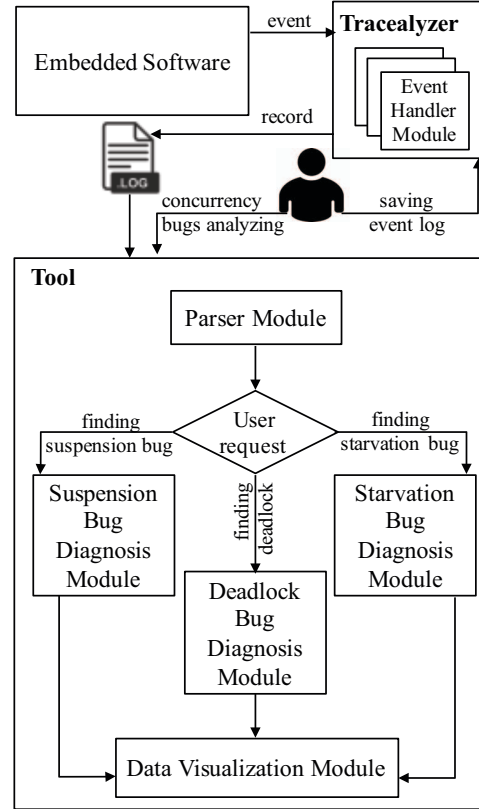 event
Tracealyzer
Embedded Software
Event
Handler
Module
record
.LOG
concurrency
bugs analyzing
saving
event log
Tool
Parser Module
User
request
finding
suspension bug
finding
starvation bug
finding
deadlock
Suspension
Bug
Diagnosis
Module
Starvation
Bug
Diagnosis
Module
Deadlock
Bug
Diagnosis
Module
Data Visualization Module